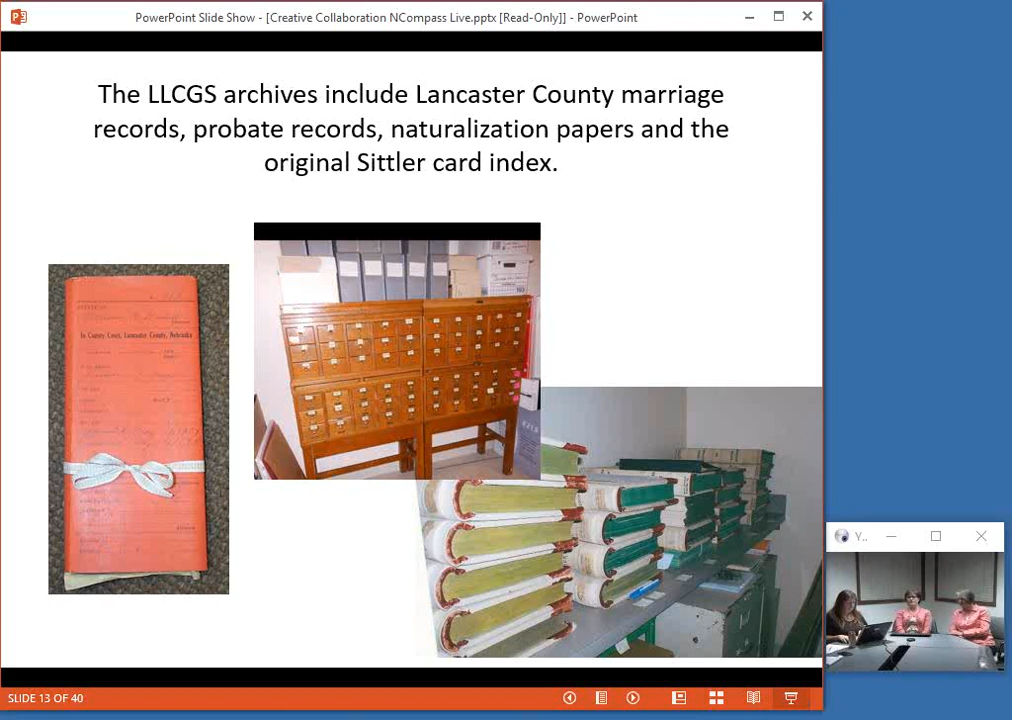 PowerPoint Slide Show - [Creative Collaboration NCompass Live.pptx [Read-Only]] - PowerPoint
The LLCGS archives include Lancaster County marriage
records, probate records, naturalization papers and the
original Sittler card index.
In County Court, Lancaster County, Nebraska
Y..
SLIDE 13 OF 40